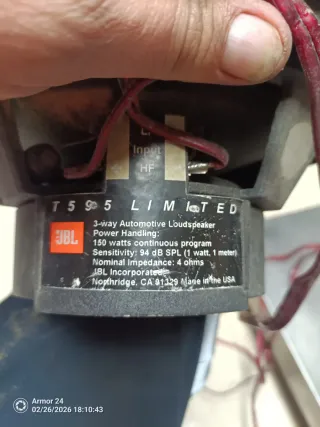 LF
Input
HF
T595 LIMITED
JBL
3-way Automotive Loudspeaker
Power Handling:
150 watts continuous program
Sensitivity: 94 dB SPL (1 watt, 1 meter)
Nominal Impedance: 4 ohms
JBL Incorporated
Northridge, CA 91329 Made in the USA
Armor 24
02/26/2026 18:10:43